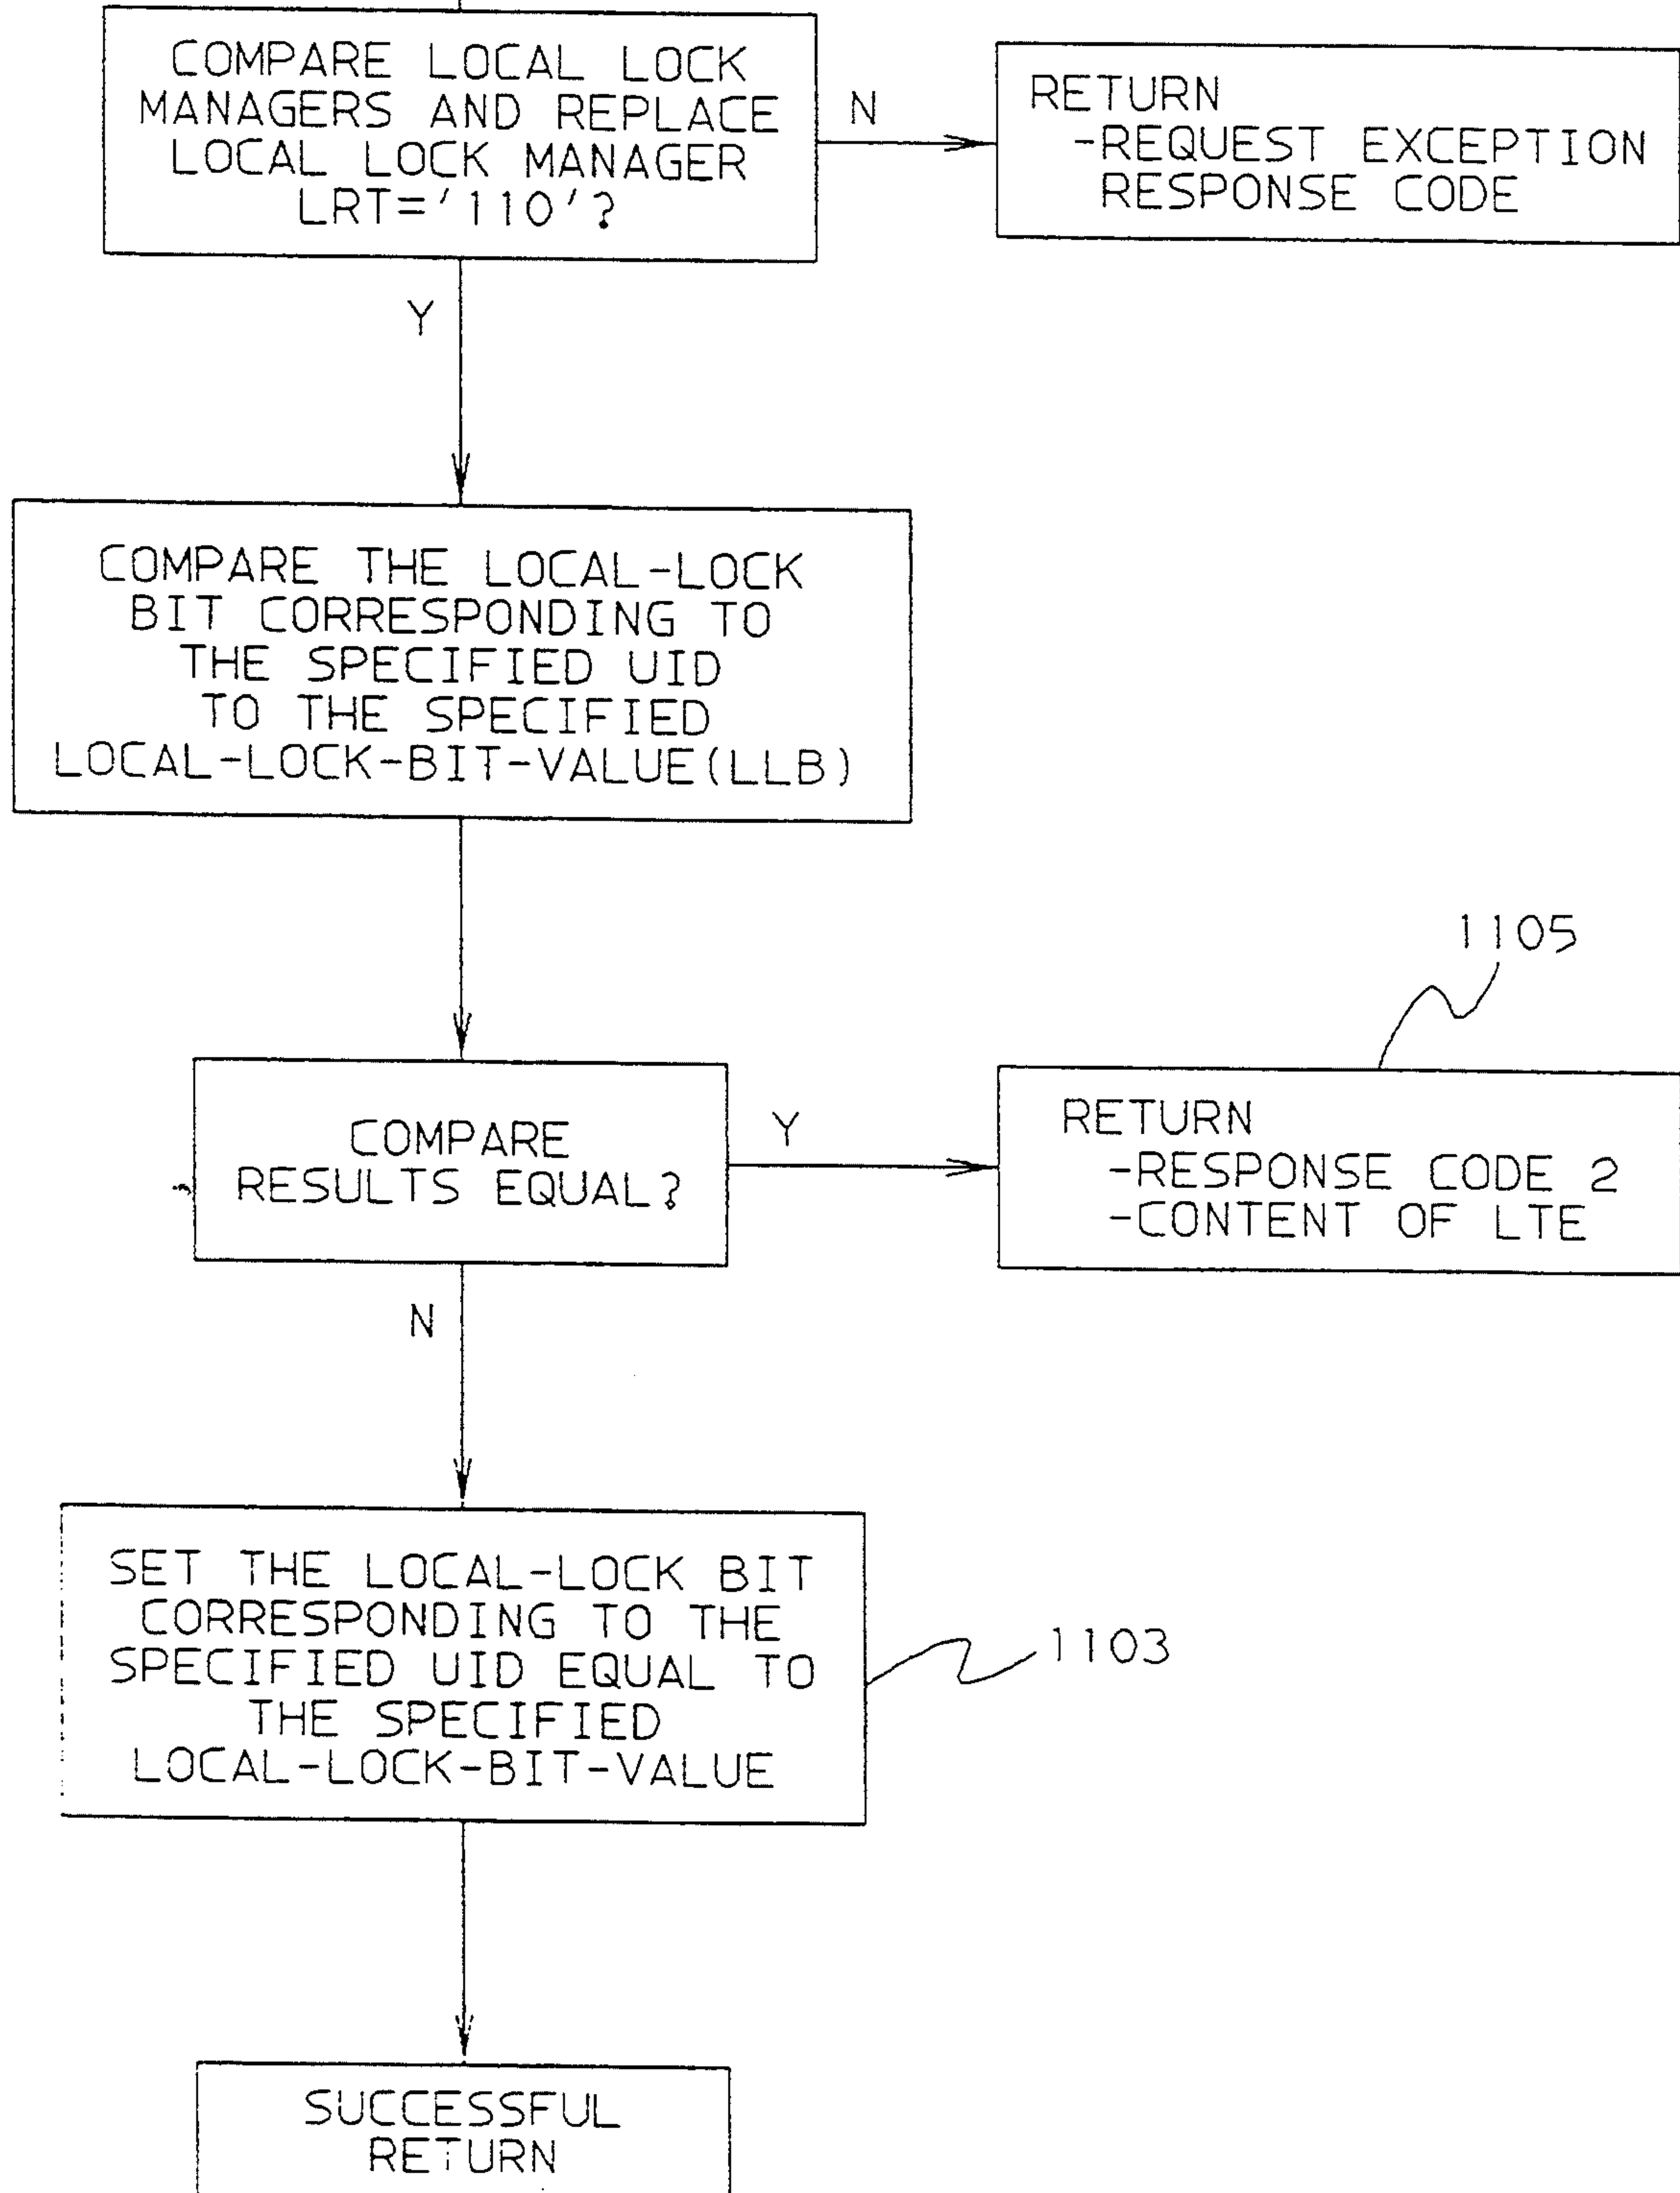 COMPARE LOCAL LOCK
MANAGERS AND REPLACE
LOCAL LOCK MANAGER
LRT='110'?
N
RETURN
-REQUEST EXCEPTION
RESPONSE CODE
Y
COMPARE THE LOCAL-LOCK
BIT CORRESPONDING TO
THE SPECIFIED UID
TO THE SPECIFIED
LOCAL-LOCK-BIT-VALUE(LLB)
1105
COMPARE
RESULTS EQUAL?
Y
RETURN
-RESPONSE CODE 2
-CONTENT OF LTE
N
SET THE LOCAL-LOCK BIT
CORRESPONDING TO THE
SPECIFIED UID EQUAL TO
THE SPECIFIED
LOCAL-LOCK-BIT-VALUE
1103
SUCCESSFUL
RETURN